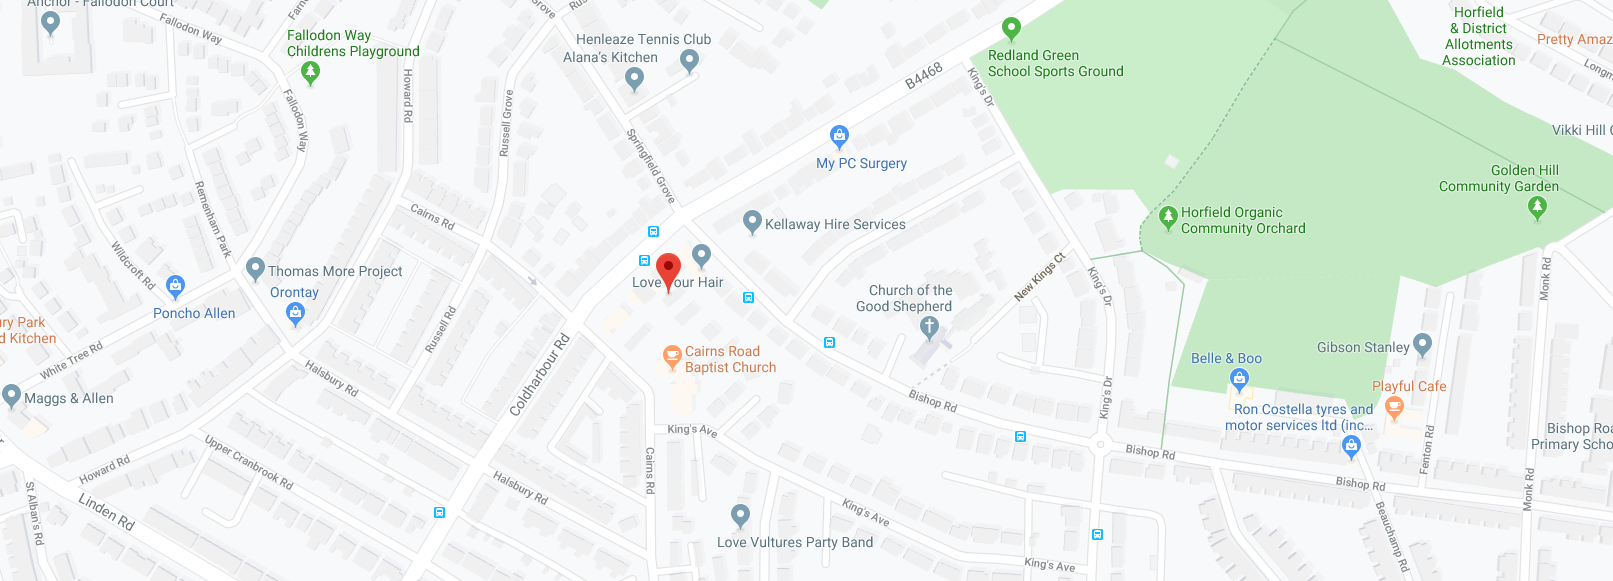 Anchor - Fallodon Court
Fallodon Way
Fallodon Way
Childrens Playground
Fallodon Way
Howard Rd
Russell Grove
Grove
Henleaze Tennis Club
Alana's Kitchen
Springfield Grove
B4468
King's Dr
Redland Green
School Sports Ground
Horfield
& District
Allotments
Association
Pretty Amaz
Vikki Hill
My PC Surgery
Golden Hill
Community Garden
Horfield Organic
Community Orchard
Remenham Park
Wildcroft Rd
Cairns Rd
Kellaway Hire Services
Thomas More Project
Orontay
Poncho Allen
Love Your Hair
Church of the
Good Shepherd
New Kings Ct
King's Dr
Monk Rd
ury Park
d Kitchen
White Tree Rd
Russell Rd
Coldharbour Rd
Cairns Road
Baptist Church
Gibson Stanley
Belle & Boo
Playful Cafe
Maggs & Allen
Halsbury Rd
Bishop Rd
King's Dr
Ron Costella tyres and
motor services ltd (inc...
King's Ave
Bishop Rd
Fenton Rd
Bishop Roa
Primary Scho
Upper Cranbrook Rd
Howard Rd
Linden Rd
St Alban's Rd
Halsbury Rd
Cairns Rd
Bishop Rd
Monk Rd
King's Ave
Beauchamp Rd
Love Vultures Party Band
King's Ave